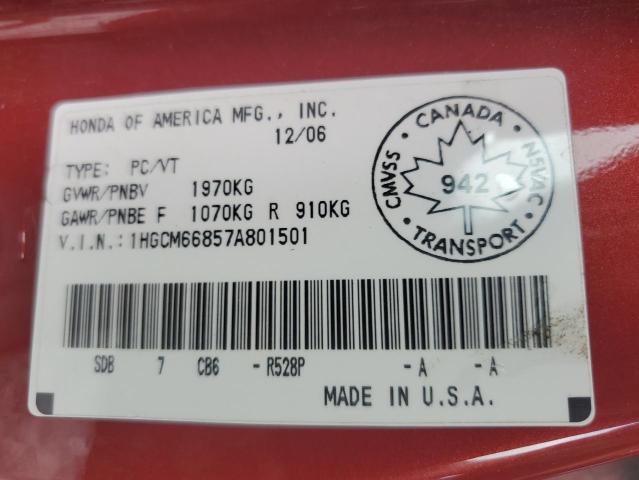 HONDA OF AMERICA MFG., INC.
12/06
TYPE: PC/VT
GVWR/PNBV 1970KG
GAWR/PNBE F 1070KG R 910KG
V.I.N.: 1HGCM66857A801501
CANADA
CMVSS
NSVAC
942
TRANSPORT
SDB 7 CB6 - R528P - A - A
MADE IN U.S.A.